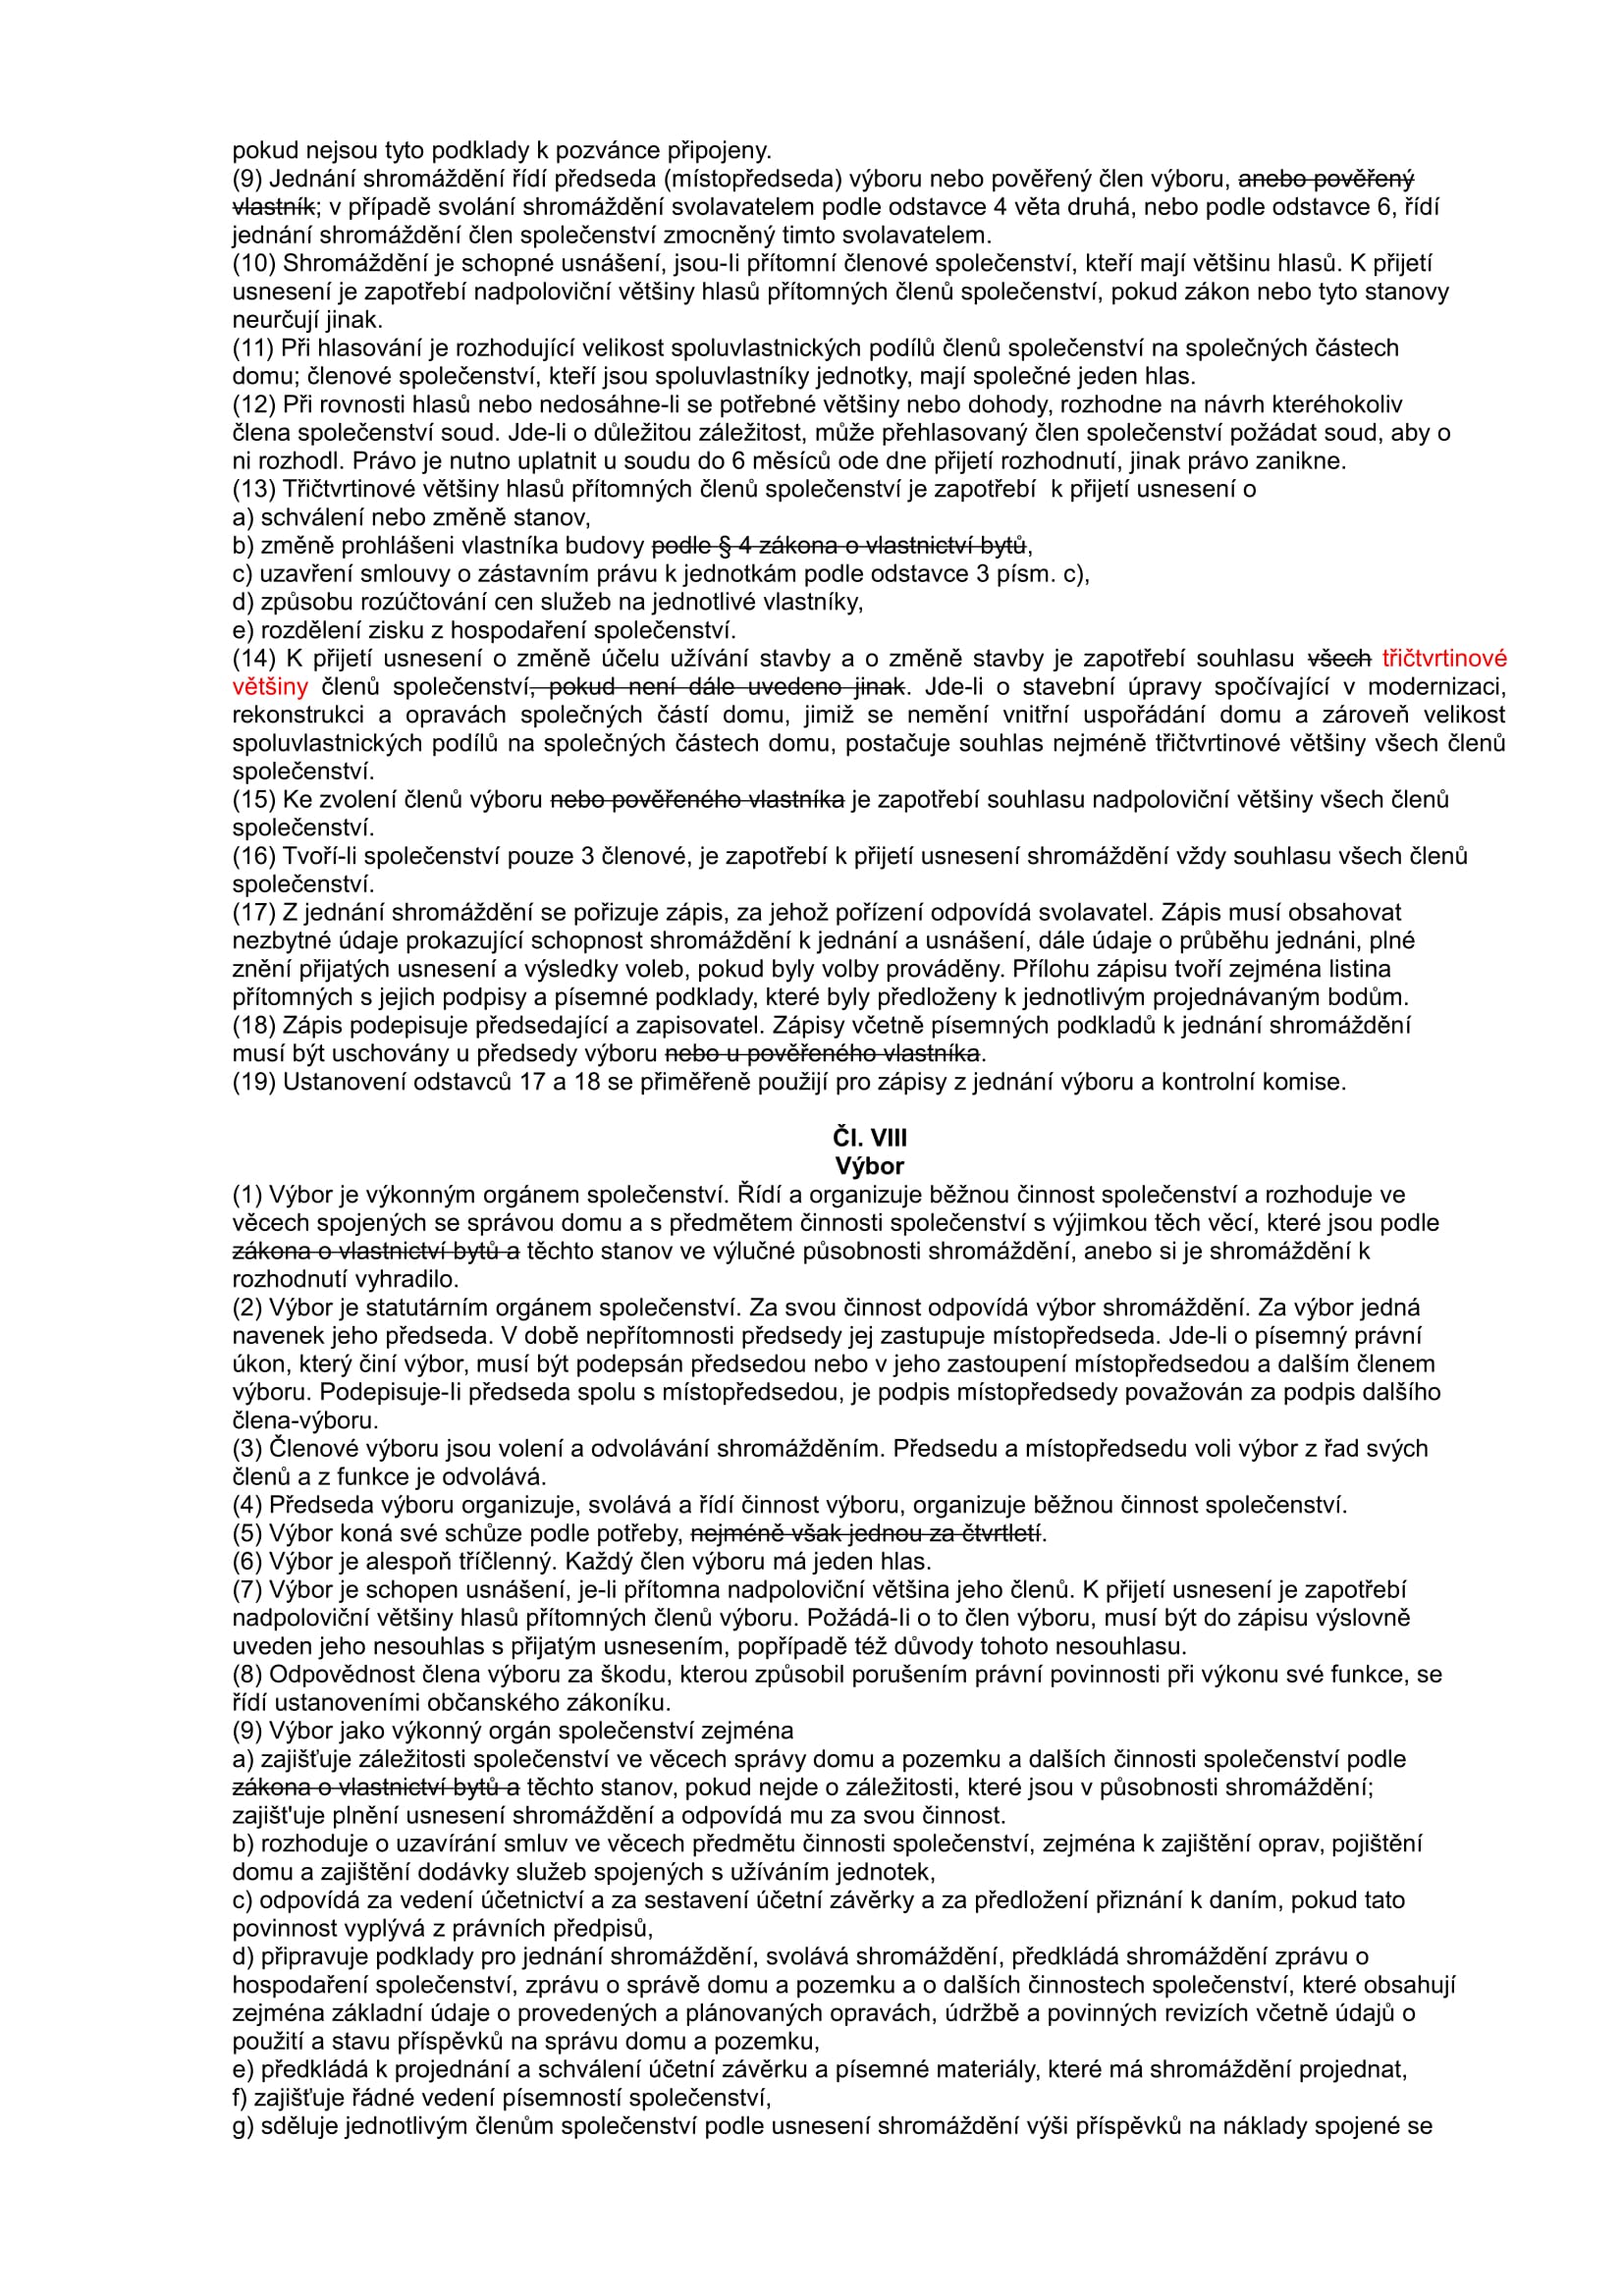 pokud nejsou tyto podklady k pozvánce připojeny.
(9) Jednání shromáždění řídí předseda (místopředseda) výboru nebo pověřený člen výboru, anebo pověřený
vlastník; v případě svolání shromáždění svolavatelem podle odstavce 4 věta druhá, nebo podle odstavce 6, řídí
jednání shromáždění člen společenství zmocněný timto svolavatelem.
(10) Shromáždění je schopné usnášení, jsou-li přítomní členové společenství, kteří mají většinu hlasů. K přijetí
usnesení je zapotřebí nadpoloviční většiny hlasů přítomných členů společenství, pokud zákon nebo tyto stanovy
neurčují jinak.
(11) Při hlasování je rozhodující velikost spoluvlastnických podílů členů společenství na společných částech
domu; členové společenství, kteří jsou spoluvlastníky jednotky, mají společné jeden hlas.
(12) Při rovnosti hlasů nebo nedosáhne-li se potřebné většiny nebo dohody, rozhodne na návrh kteréhokoliv
člena společenství soud. Jde-li o důležitou záležitost, může přehlasovaný člen společenství požádat soud, aby o
ni rozhodl. Právo je nutno uplatnit u soudu do 6 měsíců ode dne přijetí rozhodnutí, jinak právo zanikne.
(13) Třičtvrtinové většiny hlasů přítomných členů společenství je zapotřebí  k přijetí usnesení o
a) schválení nebo změně stanov,
b) změně prohlášeni vlastníka budovy podle § 4 zákona o vlastnictví bytů,
c) uzavření smlouvy o zástavním právu k jednotkám podle odstavce 3 písm. c),
d) způsobu rozúčtování cen služeb na jednotlivé vlastníky,
e) rozdělení zisku z hospodaření společenství.
(14) K přijetí usnesení o změně účelu užívání stavby a o změně stavby je zapotřebí souhlasu všech třičtvrtinové
většiny členů společenství, pokud není dále uvedeno jinak. Jde-li o stavební úpravy spočívající v modernizaci,
rekonstrukci a opravách společných částí domu, jimiž se nemění vnitřní uspořádání domu a zároveň velikost
spoluvlastnických podílů na společných částech domu, postačuje souhlas nejméně třičtvrtinové většiny všech členů
společenství.
(15) Ke zvolení členů výboru nebo pověřeného vlastníka je zapotřebí souhlasu nadpoloviční většiny všech členů
společenství.
(16) Tvoří-li společenství pouze 3 členové, je zapotřebí k přijetí usnesení shromáždění vždy souhlasu všech členů
společenství.
(17) Z jednání shromáždění se pořizuje zápis, za jehož pořízení odpovídá svolavatel. Zápis musí obsahovat
nezbytné údaje prokazující schopnost shromáždění k jednání a usnášení, dále údaje o průběhu jednáni, plné
znění přijatých usnesení a výsledky voleb, pokud byly volby prováděny. Přílohu zápisu tvoří zejména listina
přítomných s jejich podpisy a písemné podklady, které byly předloženy k jednotlivým projednávaným bodům.
(18) Zápis podepisuje předsedající a zapisovatel. Zápisy včetně písemných podkladů k jednání shromáždění
musí být uschovány u předsedy výboru nebo u pověřeného vlastníka.
(19) Ustanovení odstavců 17 a 18 se přiměřeně použijí pro zápisy z jednání výboru a kontrolní komise.
Čl. VIII
Výbor
(1) Výbor je výkonným orgánem společenství. Řídí a organizuje běžnou činnost společenství a rozhoduje ve
věcech spojených se správou domu a s předmětem činnosti společenství s výjimkou těch věcí, které jsou podle
zákona o vlastnictví bytů a těchto stanov ve výlučné působnosti shromáždění, anebo si je shromáždění k
rozhodnutí vyhradilo.
(2) Výbor je statutárním orgánem společenství. Za svou činnost odpovídá výbor shromáždění. Za výbor jedná
navenek jeho předseda. V době nepřítomnosti předsedy jej zastupuje místopředseda. Jde-li o písemný právní
úkon, který činí výbor, musí být podepsán předsedou nebo v jeho zastoupení místopředsedou a dalším členem
výboru. Podepisuje-li předseda spolu s místopředsedou, je podpis místopředsedy považován za podpis dalšího
člena-výboru.
(3) Členové výboru jsou volení a odvolávání shromážděním. Předsedu a místopředsedu voli výbor z řad svých
členů a z funkce je odvolává.
(4) Předseda výboru organizuje, svolává a řídí činnost výboru, organizuje běžnou činnost společenství.
(5) Výbor koná své schůze podle potřeby, nejméně však jednou za čtvrtletí.
(6) Výbor je alespoň tříčlenný. Každý člen výboru má jeden hlas.
(7) Výbor je schopen usnášení, je-li přítomna nadpoloviční většina jeho členů. K přijetí usnesení je zapotřebí
nadpoloviční většiny hlasů přítomných členů výboru. Požádá-li o to člen výboru, musí být do zápisu výslovně
uveden jeho nesouhlas s přijatým usnesením, popřípadě též důvody tohoto nesouhlasu.
(8) Odpovědnost člena výboru za škodu, kterou způsobil porušením právní povinnosti při výkonu své funkce, se
řídí ustanoveními občanského zákoníku.
(9) Výbor jako výkonný orgán společenství zejména
a) zajišťuje záležitosti společenství ve věcech správy domu a pozemku a dalších činnosti společenství podle
zákona o vlastnictví bytů a těchto stanov, pokud nejde o záležitosti, které jsou v působnosti shromáždění;
zajišt'uje plnění usnesení shromáždění a odpovídá mu za svou činnost.
b) rozhoduje o uzavírání smluv ve věcech předmětu činnosti společenství, zejména k zajištění oprav, pojištění
domu a zajištění dodávky služeb spojených s užíváním jednotek,
c) odpovídá za vedení účetnictví a za sestavení účetní závěrky a za předložení přiznání k daním, pokud tato
povinnost vyplývá z právních předpisů,
d) připravuje podklady pro jednání shromáždění, svolává shromáždění, předkládá shromáždění zprávu o
hospodaření společenství, zprávu o správě domu a pozemku a o dalších činnostech společenství, které obsahují
zejména základní údaje o provedených a plánovaných opravách, údržbě a povinných revizích včetně údajů o
použití a stavu příspěvků na správu domu a pozemku,
e) předkládá k projednání a schválení účetní závěrku a písemné materiály, které má shromáždění projednat,
f) zajišťuje řádné vedení písemností společenství,
g) sděluje jednotlivým členům společenství podle usnesení shromáždění výši příspěvků na náklady spojené se